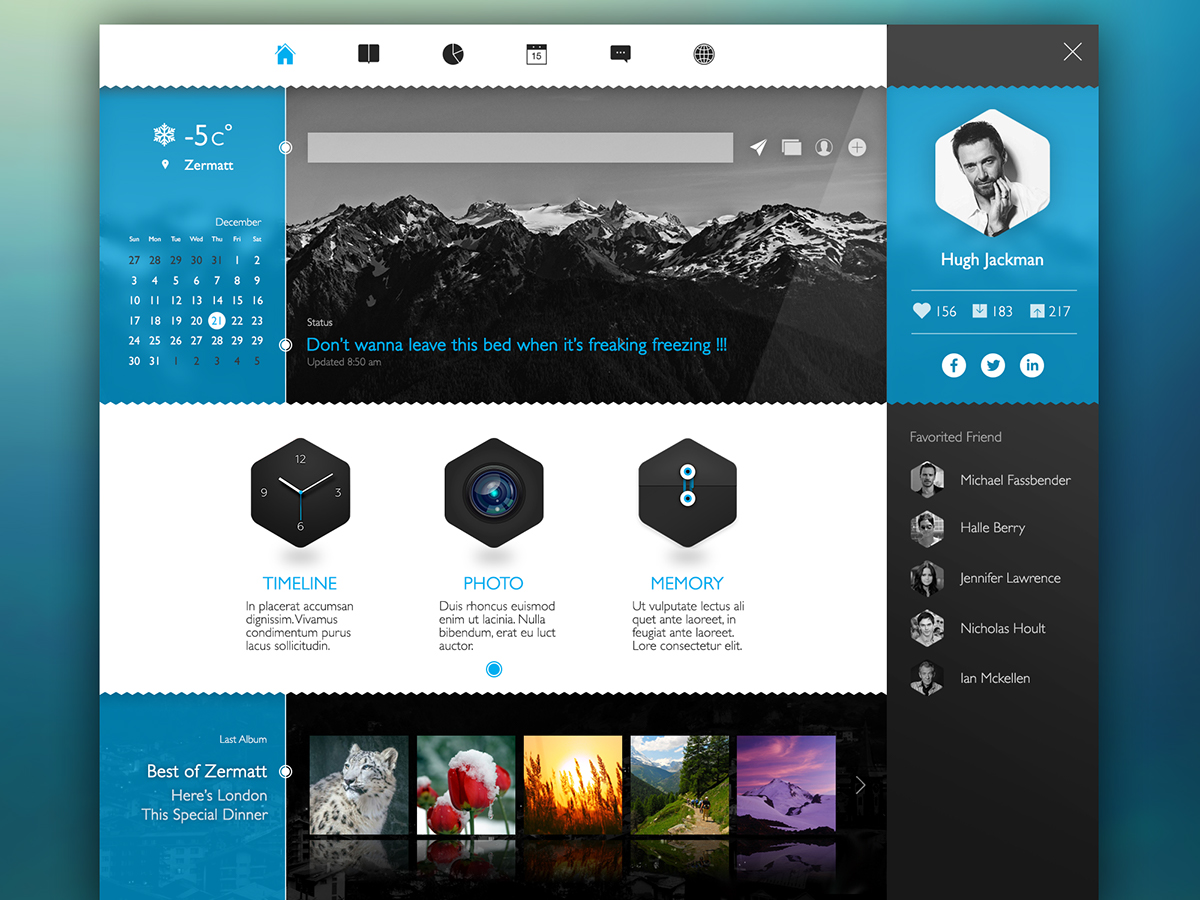 15
-5c°
Zermatt
December
Sun Mon Tue Wed Thu Fri Sat
27 28 29 30 31 1 2
3 4 5 6 7 8 9
10 11 12 13 14 15 16
17 18 19 20 21 22 23
24 25 26 27 28 29 29
30 31 1 2 3 4 5
Status
Don't wanna leave this bed when it's freaking freezing !!!
Updated 8:50 am
Hugh Jackman
156 183 217
f in
Favorited Friend
Michael Fassbender
Halle Berry
Jennifer Lawrence
Nicholas Hoult
Ian Mckellen
12
9 3
6
TIMELINE
In placerat accumsan
dignissim. Vivamus
condimentum purus
lacus sollicitudin.
PHOTO
Duis rhoncus euismod
enim ut lacinia. Nulla
bibendum, erat eu luct
auctor.
MEMORY
Ut vulputate lectus ali
quet ante laoreet, in
feugiat ante laoreet.
Lore consectetur elit.
Last Album
Best of Zermatt
Here's London
This Special Dinner